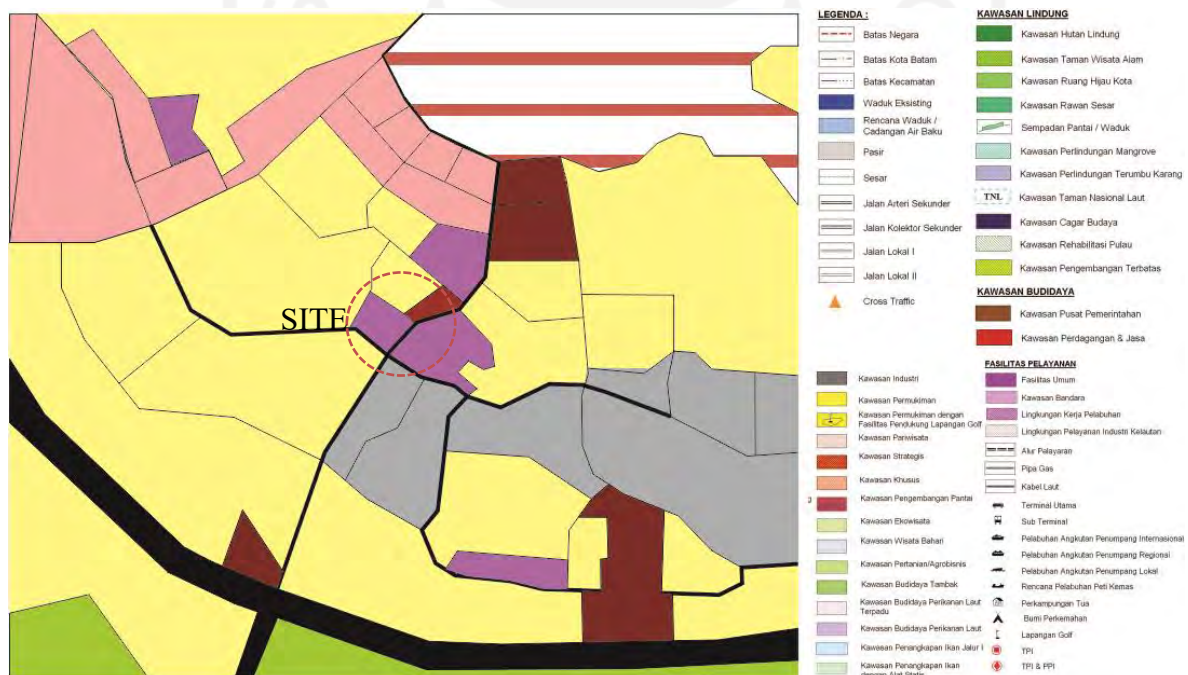 SITE
LEGENDA :
Batas Negara
Batas Kota Batam
Batas Kecamatan
Waduk Eksisting
Rencana Waduk /
Cadangan Air Baku
Pasir
Sesar
Jalan Arteri Sekunder
Jalan Kolektor Sekunder
Jalan Lokal I
Jalan Lokal II
Cross Traffic
KAWASAN LINDUNG
Kawasan Hutan Lindung
Kawasan Taman Wisata Alam
Kawasan Ruang Hijau Kota
Kawasan Rawan Sesar
Sempadan Pantai / Waduk
Kawasan Perlindungan Mangrove
Kawasan Perlindungan Terumbu Karang
TNL Kawasan Taman Nasional Laut
Kawasan Cagar Budaya
Kawasan Rehabilitasi Pulau
Kawasan Pengembangan Terbatas
KAWASAN BUDIDAYA
Kawasan Pusat Pemerintahan
Kawasan Perdagangan & Jasa
Kawasan Industri
Kawasan Permukiman
Kawasan Permukiman dengan
Fasilitas Pendukung Lapangan Golf
Kawasan Pariwisata
Kawasan Strategis
Kawasan Khusus
Kawasan Pengembangan Pantai
Kawasan Ekowisata
Kawasan Wisata Bahari
Kawasan Pertanian/Agrobisnis
Kawasan Budidaya Tambak
Kawasan Budidaya Perikanan Laut
Terpadu
Kawasan Budidaya Perikanan Laut
Kawasan Penangkapan Ikan Jalur I
Kawasan Penangkapan Ikan
dengan Alat Statis
FASILITAS PELAYANAN
Fasilitas Umum
Kawasan Bandara
Lingkungan Kerja Pelabuhan
Lingkungan Pelayanan Industri Kelautan
Alur Pelayaran
Pipa Gas
Kabel Laut
Terminal Utama
Sub Terminal
Pelabuhan Angkutan Penumpang Internasional
Pelabuhan Angkutan Penumpang Regional
Pelabuhan Angkutan Penumpang Lokal
Rencana Pelabuhan Peti Kemas
Perkampungan Tua
Bumi Perkemahan
Lapangan Golf
TPI
TPI & PPI